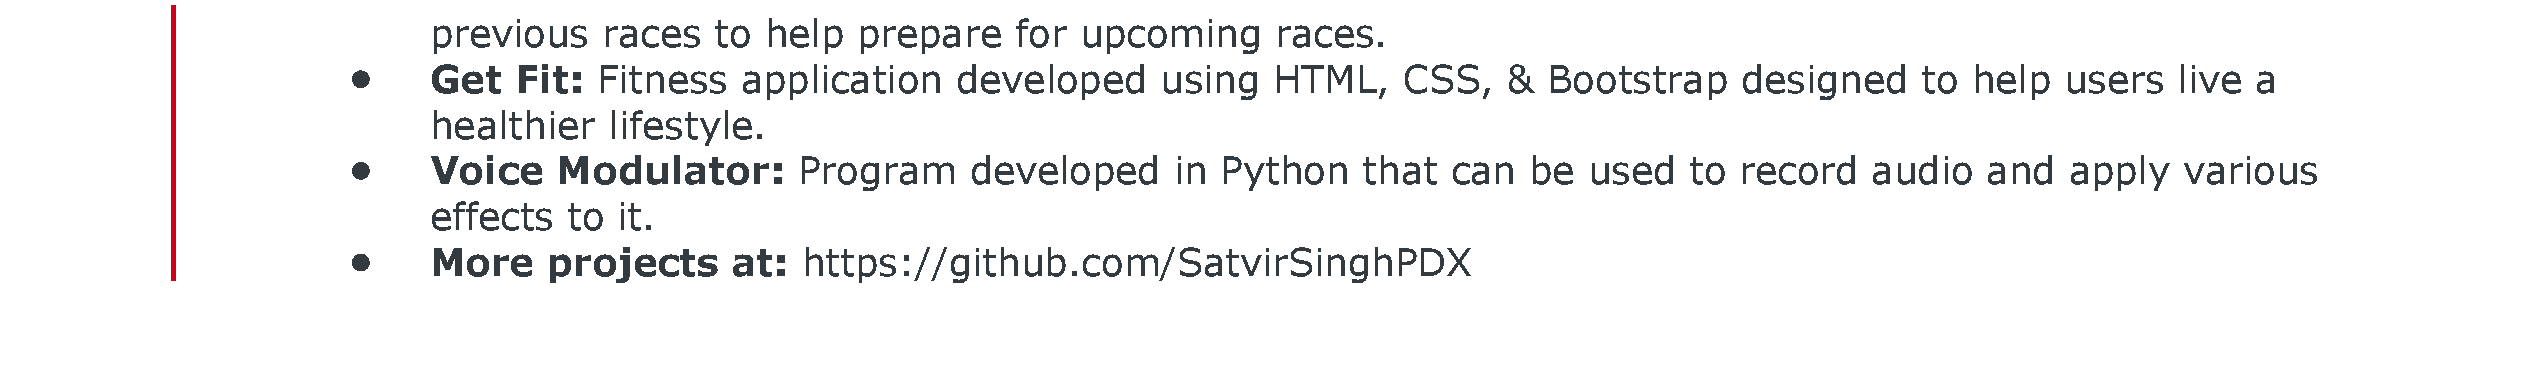 previous races to help prepare for upcoming races.
● Get Fit: Fitness application developed using HTML, CSS, & Bootstrap designed to help users live a
healthier lifestyle.
● Voice Modulator: Program developed in Python that can be used to record audio and apply various
effects to it.
● More projects at: https://github.com/SatvirSinghPDX